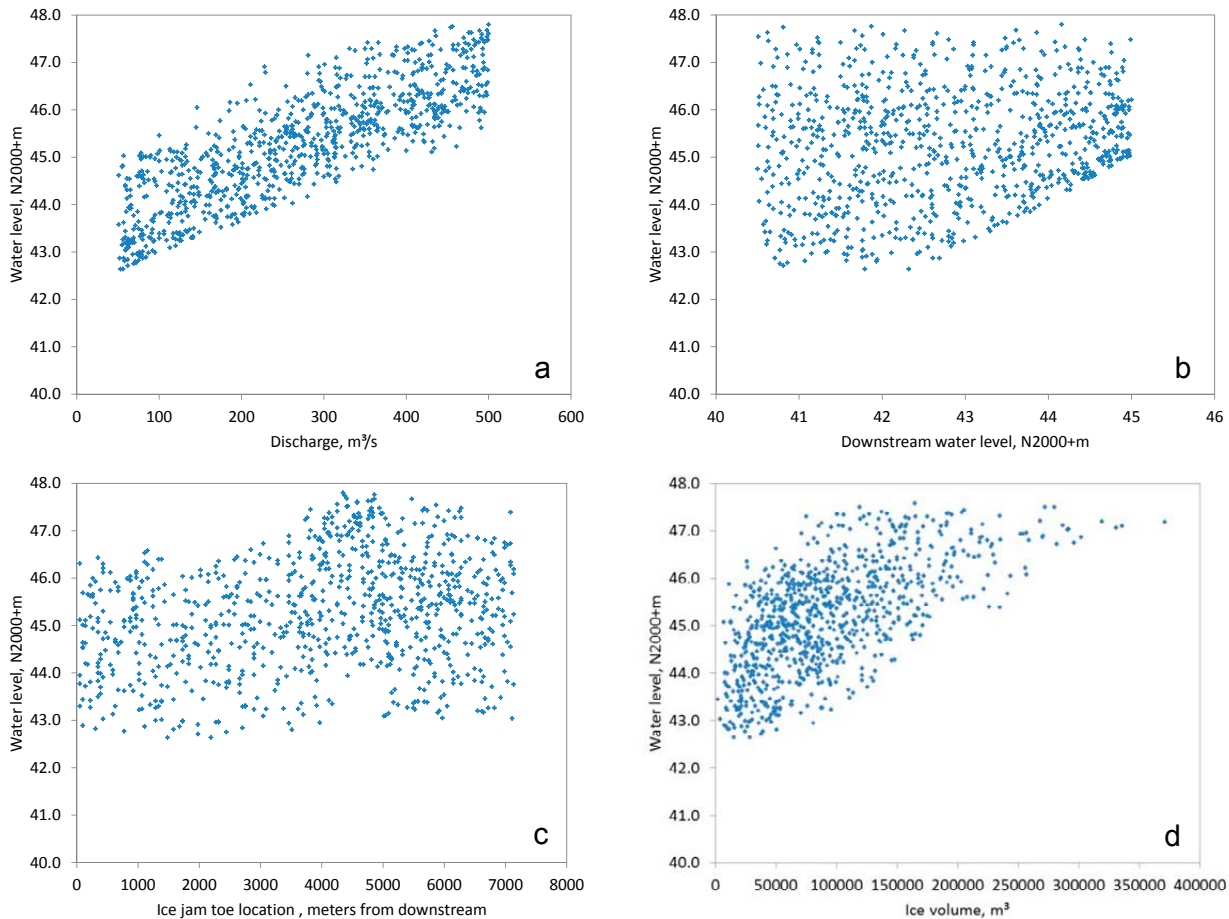 48.0
47.0
46.0
45.0
44.0
43.0
42.0
41.0
40.0
0 100 200 300 400 500 600
Water level, N2000+m
Discharge, m³/s
a
48.0
47.0
46.0
45.0
44.0
43.0
42.0
41.0
40.0
40 41 42 43 44 45 46
Water level, N2000+m
Downstream water level, N2000+m
b
48.0
47.0
46.0
45.0
44.0
43.0
42.0
41.0
40.0
0 1000 2000 3000 4000 5000 6000 7000 8000
Water level, N2000+m
Ice jam toe location , meters from downstream
c
48.0
47.0
46.0
45.0
44.0
43.0
42.0
41.0
40.0
0 50000 100000 150000 200000 250000 300000 350000 400000
Water level, N2000+m
Ice volume, m³
d